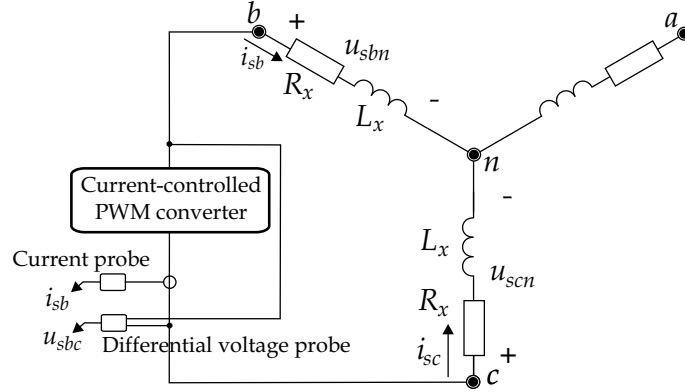 b
a
+
u_sbn
i_sb
R_x
-
L_x
n
Current-controlled
PWM converter
-
L_x
Current probe
u_scn
i_sb
R_x
u_sbc
i_sc
Differential voltage probe
+
c